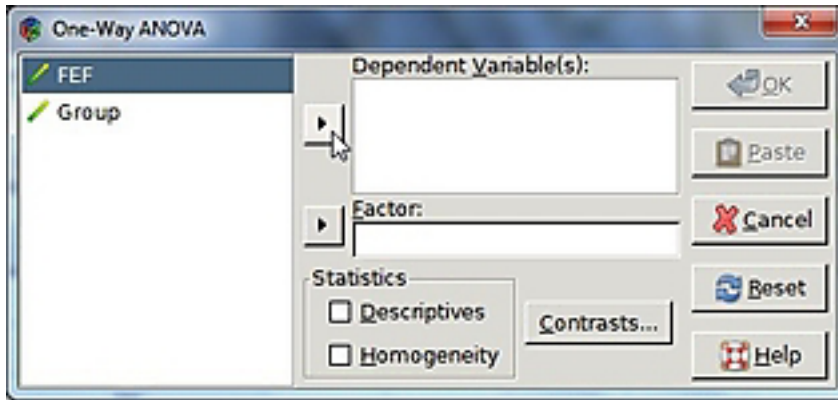 One-Way ANOVA
FEF
Group
Dependent Variable(s):
Factor:
Statistics
Descriptives
Homogeneity
Contrasts...
OK
Paste
Cancel
Reset
Help